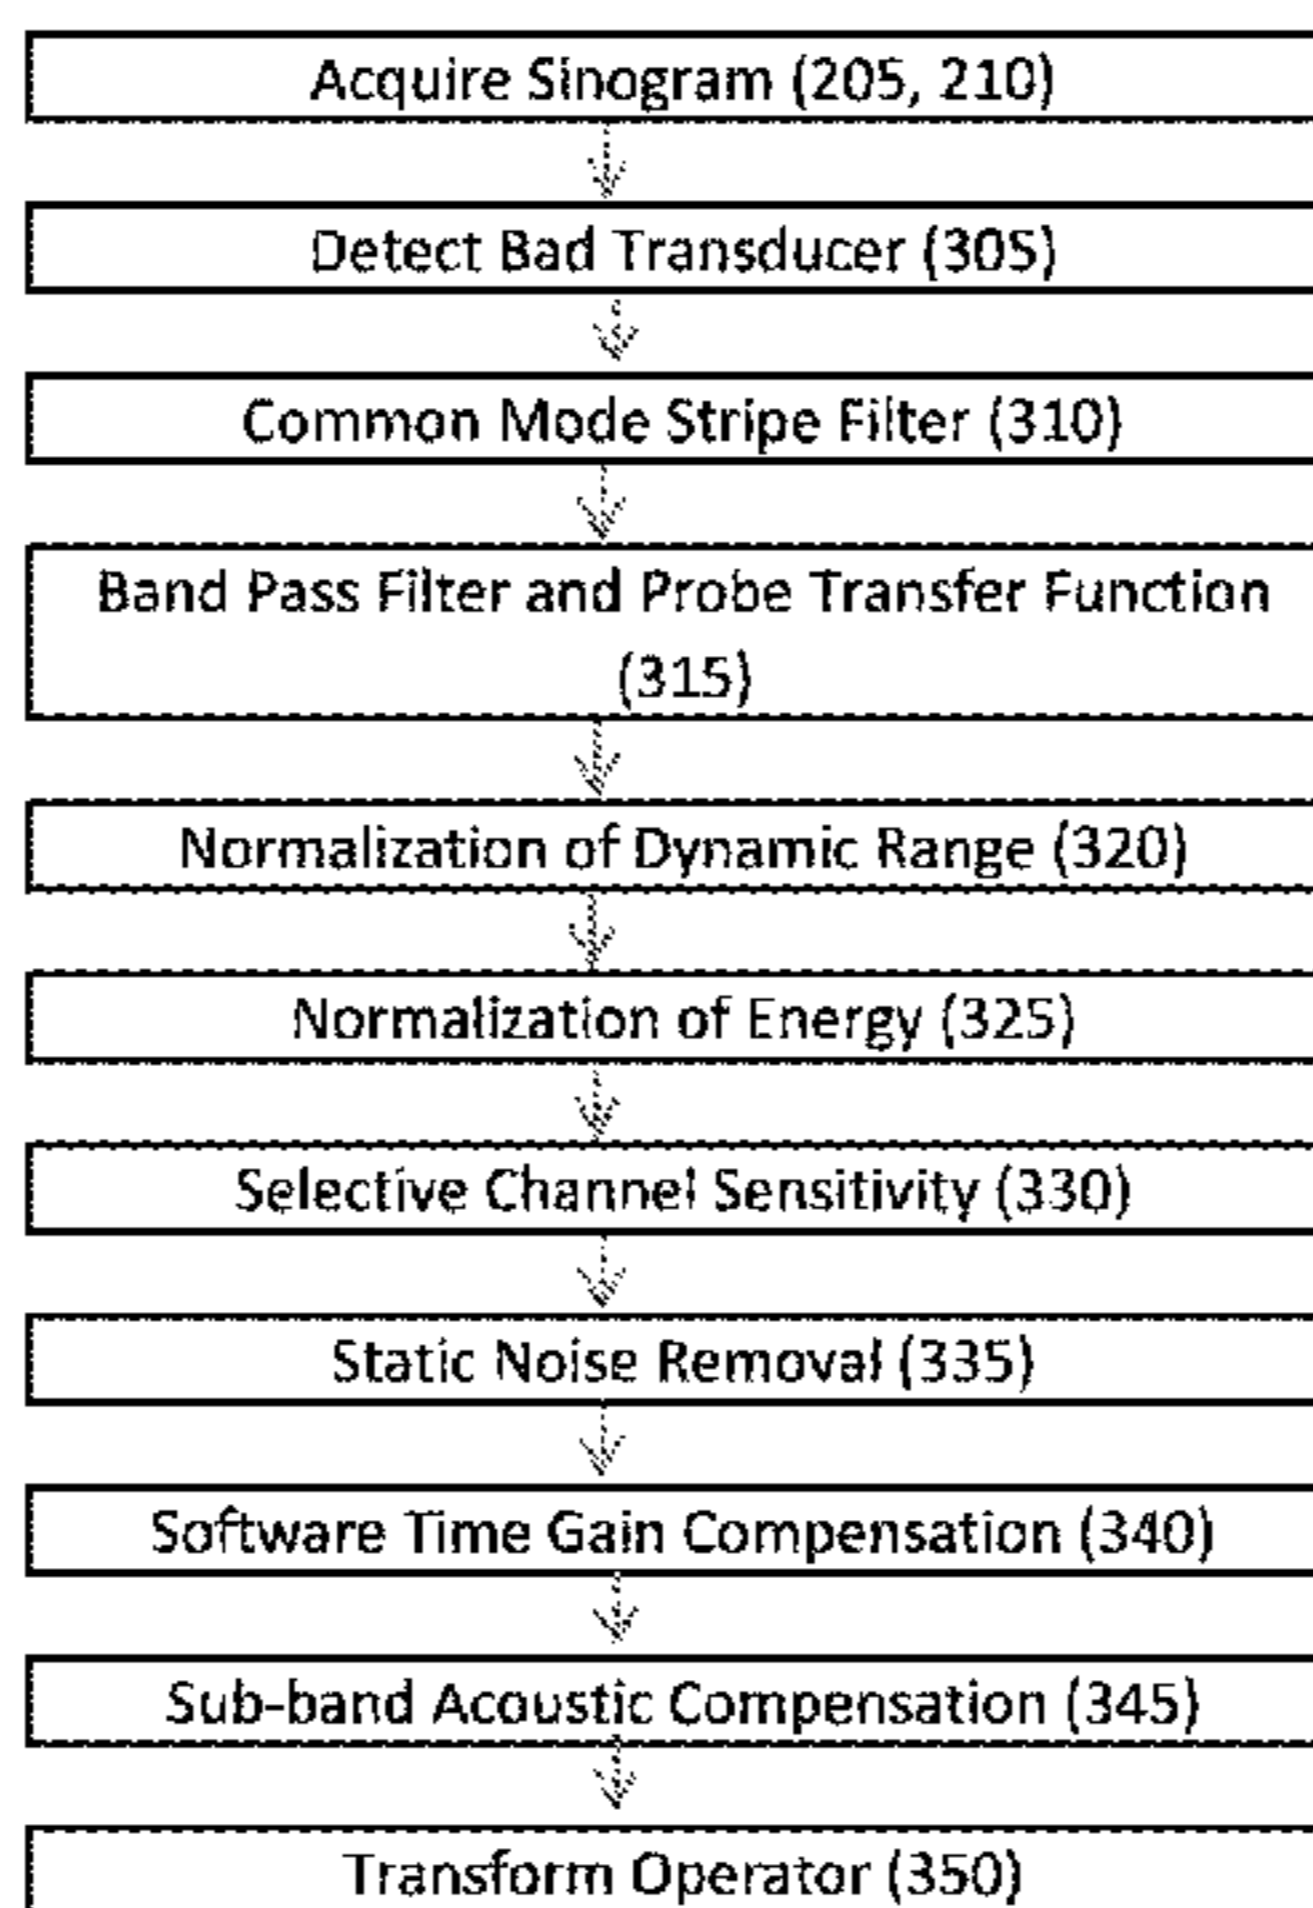 Acquire Sinogram (205, 210)
Detect Bad Transducer (305)
Common Mode Stripe Filter (310)
Band Pass Filter and Probe Transfer Function
(315)
Normalization of Dynamic Range (320)
Normalization of Energy (325)
Selective Channel Sensitivity (330)
Static Noise Removal (335)
Software Time Gain Compensation (340)
Sub-band Acoustic Compensation (345)
Transform Operator (350)